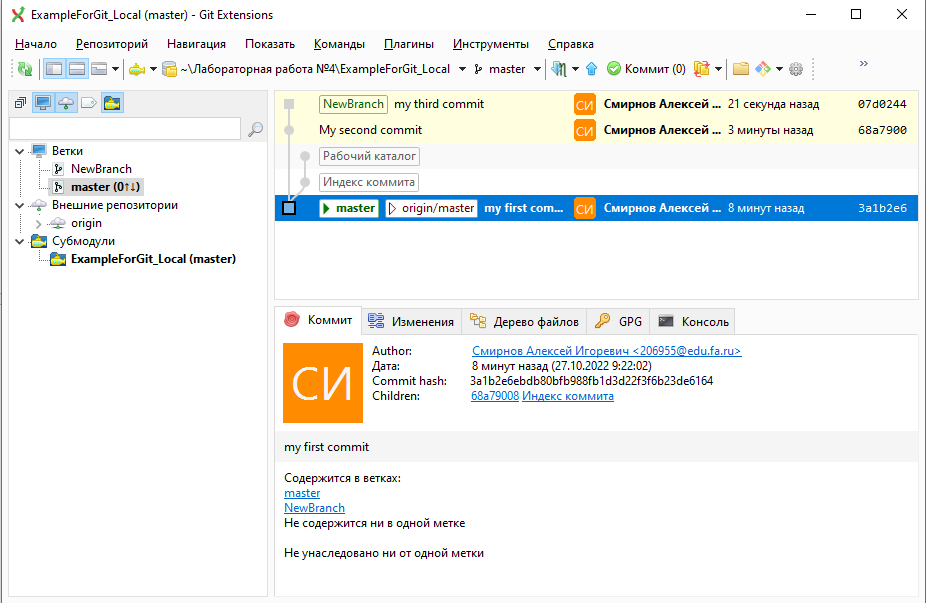 ExampleForGit_Local (master) - Git Extensions
Начало Репозиторий Навигация Показать Команды Плагины Инструменты Справка
~\Лабораторная работа №4\ExampleForGit_Local master Коммит (0) »
Ветки
NewBranch
master (0↑↓)
Внешние репозитории
origin
Субмодули
ExampleForGit_Local (master)
NewBranch my third commit СИ Смирнов Алексей ... 21 секунда назад 07d0244
My second commit СИ Смирнов Алексей ... 3 минуты назад 68a7900
Рабочий каталог
Индекс коммита
master origin/master my first com... СИ Смирнов Алексей ... 8 минут назад 3a1b2e6
Коммит Изменения Дерево файлов GPG Консоль
СИ
Author: Смирнов Алексей Игоревич <206955@edu.fa.ru>
Дата: 8 минут назад (27.10.2022 9:22:02)
Commit hash: 3a1b2e6ebdb80bfb988fb1d3d22f3f6b23de6164
Children: 68a79008 Индекс коммита
my first commit
Содержится в ветках:
master
NewBranch
Не содержится ни в одной метке
Не унаследовано ни от одной метки